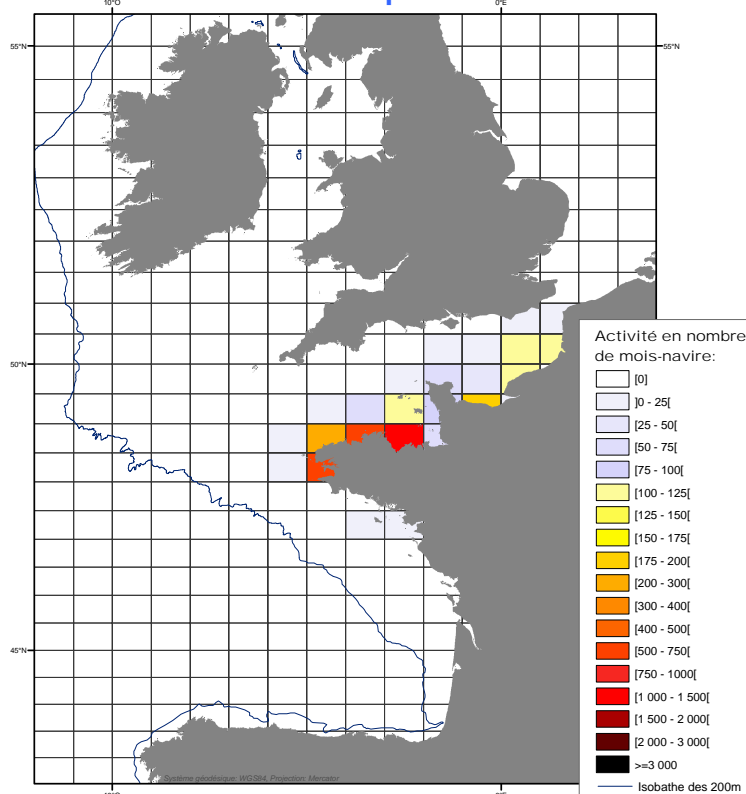 10°O
0°E
55°N
55°N
50°N
45°N
Activité en nombre
de mois-navire:
[0]
]0 - 25[
[25 - 50[
[50 - 75[
[75 - 100[
[100 - 125[
[125 - 150[
[150 - 175[
[175 - 200[
[200 - 300[
[300 - 400[
[400 - 500[
[500 - 750[
[750 - 1000[
[1 000 - 1 500[
[1 500 - 2 000[
[2 000 - 3 000[
>=3 000
Isobathe des 200m
Système géodésique: WGS84, Projection: Mercator